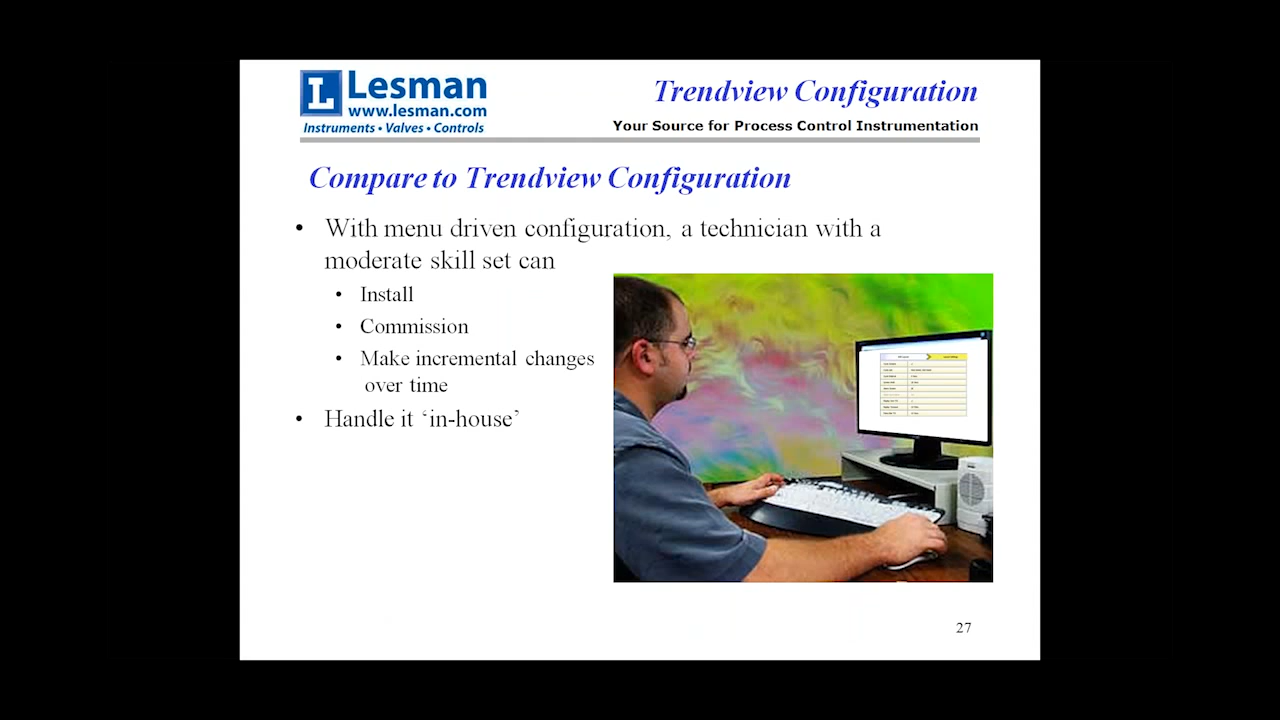 L Lesman
www.lesman.com
Instruments • Valves • Controls
Trendview Configuration
Your Source for Process Control Instrumentation
Compare to Trendview Configuration
• With menu driven configuration, a technician with a
moderate skill set can
• Install
• Commission
• Make incremental changes
over time
• Handle it ‘in-house’
27